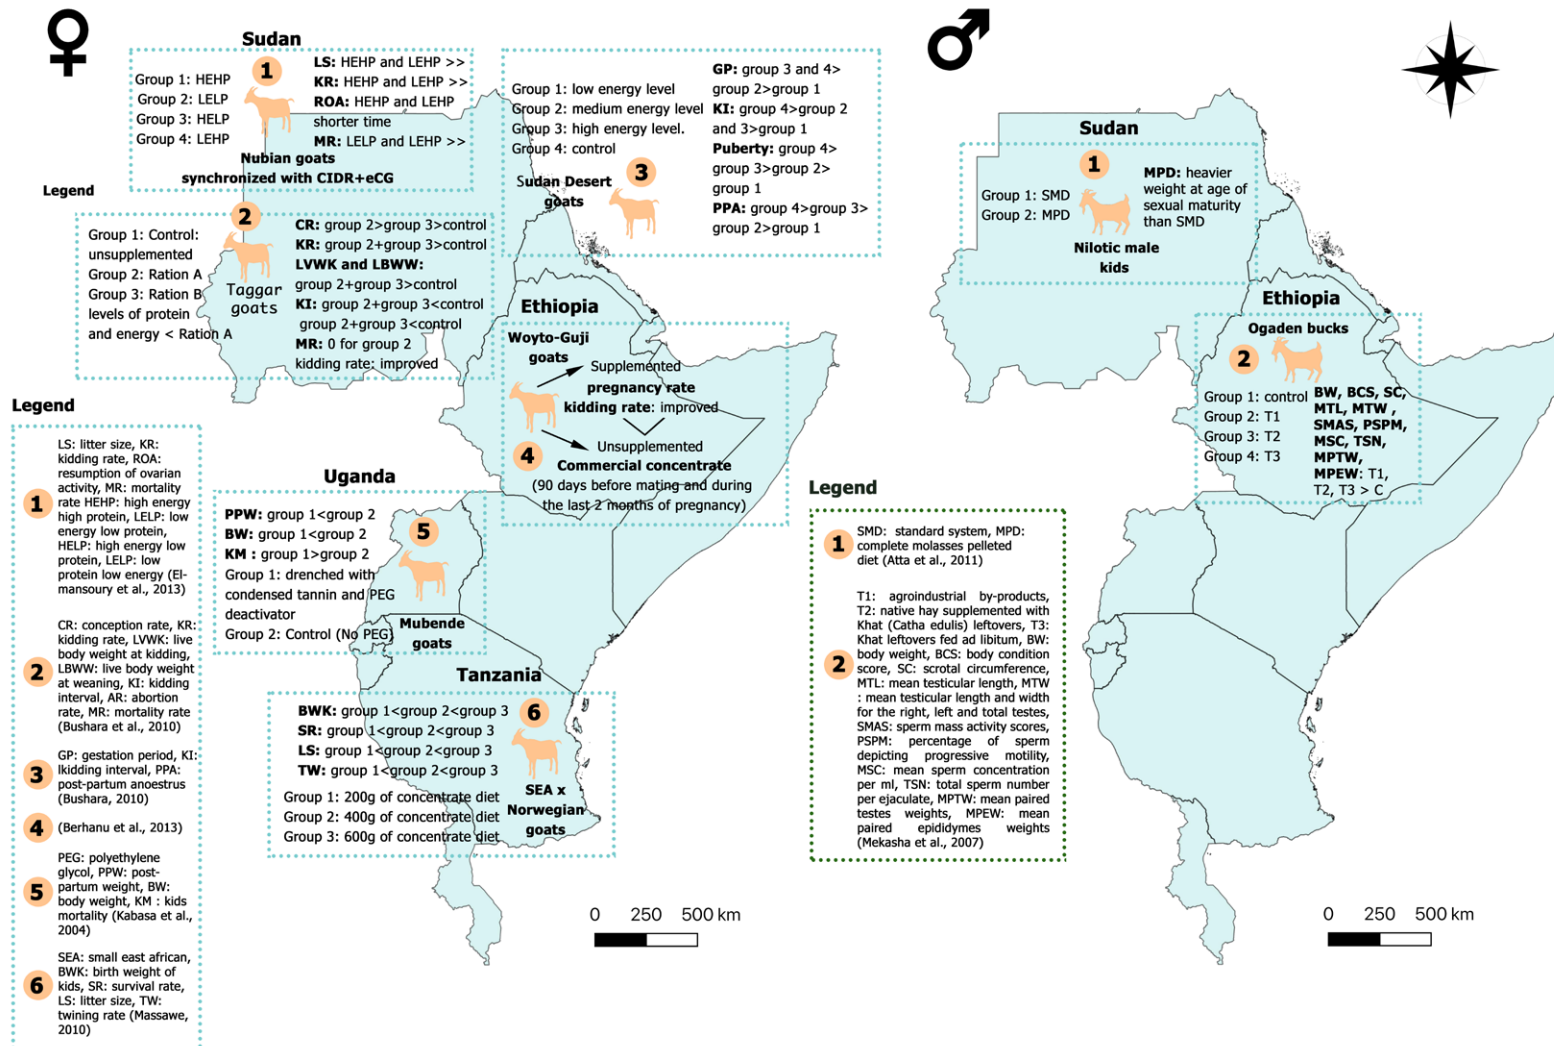 Sudan
1
Group 1: HEHP
Group 2: LELP
Group 3: HELP
Group 4: LEHP
LS: HEHP and LEHP >>
KR: HEHP and LEHP >>
ROA: HEHP and LEHP
shorter time
MR: LELP and LEHP >>
Nubian goats
synchronized with CIDR+eCG
Group 1: low energy level
Group 2: medium energy level
Group 3: high energy level.
Group 4: control
3
Sudan Desert
goats
GP: group 3 and 4>
group 2>group 1
KI: group 4>group 2
and 3>group 1
Puberty: group 4>
group 3>group 2>
group 1
PPA: group 4>group 3>
group 2>group 1
Legend
2
Group 1: Control:
unsupplemented
Group 2: Ration A
Group 3: Ration B
levels of protein
and energy < Ration A
Taggar
goats
CR: group 2>group 3>control
KR: group 2+group 3>control
LVWK and LBWW:
group 2+group 3>control
KI: group 2+group 3<control
group 2+group 3<control
MR: 0 for group 2
kidding rate: improved
Ethiopia
Woyto-Guji
goats
Supplemented
pregnancy rate
kidding rate: improved
Unsupplemented
4
Commercial concentrate
(90 days before mating and during
the last 2 months of pregnancy)
Uganda
PPW: group 1<group 2
BW: group 1<group 2
KM : group 1>group 2
Group 1: drenched with
condensed tannin and PEG
deactivator
Group 2: Control (No PEG)
5
Mubende
goats
Tanzania
BWK: group 1<group 2<group 3
SR: group 1<group 2<group 3
LS: group 1<group 2<group 3
TW: group 1<group 2<group 3
Group 1: 200g of concentrate diet
Group 2: 400g of concentrate diet
Group 3: 600g of concentrate diet
6
SEA x
Norwegian
goats
Legend
1
LS: litter size, KR:
kidding rate, ROA:
resumption of ovarian
activity, MR: mortality
rate HEHP: high energy
high protein, LELP: low
energy low protein,
HELP: high energy low
protein, LELP: low
protein low energy (El-
mansoury et al., 2013)
2
CR: conception rate, KR:
kidding rate, LVWK: live
body weight at kidding,
LBWW: live body weight
at weaning, KI: kidding
interval, AR: abortion
rate, MR: mortality rate
(Bushara et al., 2010)
3
GP: gestation period, KI:
lkidding interval, PPA:
post-partum anoestrus
(Bushara, 2010)
4
(Berhanu et al., 2013)
5
PEG: polyethylene
glycol, PPW: post-
partum weight, BW:
body weight, KM : kids
mortality (Kabasa et al.,
2004)
6
SEA: small east african,
BWK: birth weight of
kids, SR: survival rate,
LS: litter size, TW:
twining rate (Massawe,
2010)
0 250 500 km
Sudan
1
Group 1: SMD
Group 2: MPD
MPD: heavier
weight at age of
sexual maturity
than SMD
Nilotic male
kids
Ethiopia
Ogaden bucks
2
Group 1: control
Group 2: T1
Group 3: T2
Group 4: T3
BW, BCS, SC,
MTL, MTW ,
SMAS, PSPM,
MSC, TSN,
MPTW,
MPEW: T1,
T2, T3 > C
Legend
1
SMD: standard system, MPD:
complete molasses pelleted
diet (Atta et al., 2011)
2
T1: agroindustrial by-products,
T2: native hay supplemented with
Khat (Catha edulis) leftovers, T3:
Khat leftovers fed ad libitum, BW:
body weight, BCS: body condition
score, SC: scrotal circumference,
MTL: mean testicular length, MTW
: mean testicular length and width
for the right, left and total testes,
SMAS: sperm mass activity scores,
PSPM: percentage of sperm
depicting progressive motility,
MSC: mean sperm concentration
per ml, TSN: total sperm number
per ejaculate, MPTW: mean paired
testes weights, MPEW: mean
paired epididymes weights
(Mekasha et al., 2007)
0 250 500 km